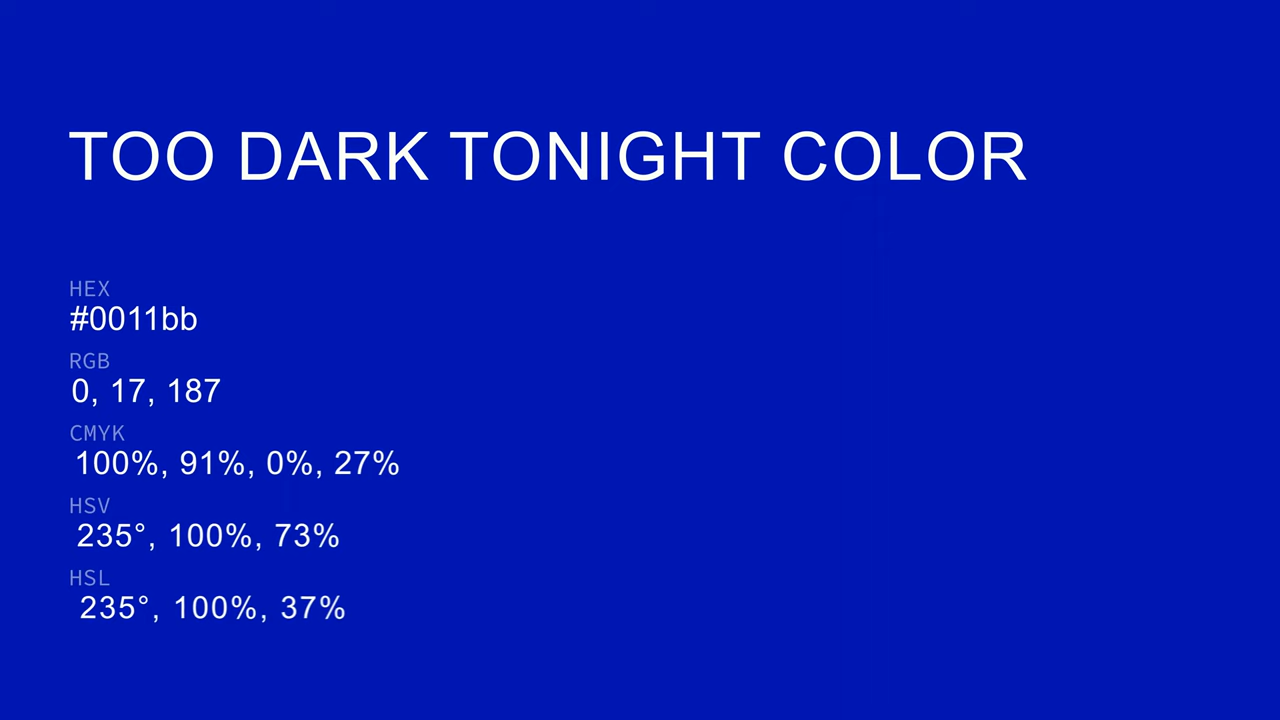 TOO DARK TONIGHT COLOR
HEX
#0011bb
RGB
0, 17, 187
CMYK
100%, 91%, 0%, 27%
HSV
235°, 100%, 73%
HSL
235°, 100%, 37%